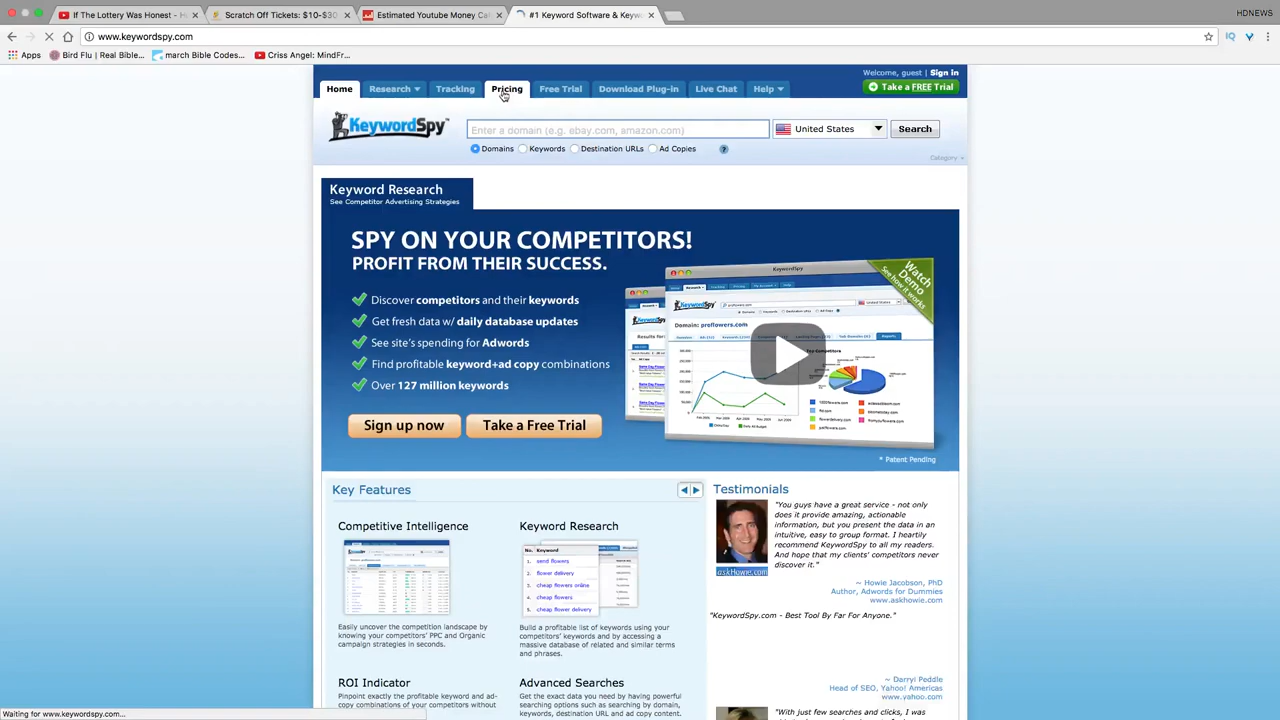 If The Lottery Was Honest - H
Scratch Off Tickets: $10-$30
Estimated Youtube Money Cal
#1 Keyword Software & Keyw
HDNEWS
www.keywordspy.com
Apps
Bird Flu | Real Bible...
march Bible Codes...
Criss Angel: MindFr...
Welcome, guest | Sign in
Home
Research
Tracking
Pricing
Free Trial
Download Plug-in
Live Chat
Help
Take a FREE Trial
KeywordSpy
Enter a domain (e.g. ebay.com, amazon.com)
United States
Search
Domains
Keywords
Destination URLs
Ad Copies
?
Category
Keyword Research
See Competitor Advertising Strategies
SPY ON YOUR COMPETITORS!
PROFIT FROM THEIR SUCCESS.
Discover competitors and their keywords
Get fresh data w/ daily database updates
See site's spending for Adwords
Find profitable keyword+ad copy combinations
Over 127 million keywords
Sign up now
Take a Free Trial
Watch Demo
See how it works
KeywordSpy
Domain: proflowers.com
* Patent Pending
Key Features
Testimonials
Competitive Intelligence
Easily uncover the competition landscape by
knowing your competitors' PPC and Organic
campaign strategies in seconds.
Keyword Research
No. Keyword
1. send flowers
2. flower delivery
3. cheap flowers online
4. cheap flowers
5. cheap flower delivery
Build a profitable list of keywords using your
competitors' keywords and by accessing a
massive database of related and similar terms
and phrases.
"You guys have a great service - not only
does it provide amazing, actionable
information, but you present the data in an
intuitive, easy to group format. I heartily
recommend KeywordSpy to all my readers.
And hope that my clients' competitors never
discover it."
askHowie.com
~ Howie Jacobson, PhD
Author, Adwords for Dummies
www.askhowie.com
"KeywordSpy.com - Best Tool By Far For Anyone."
~ Darryl Peddle
Head of SEO, Yahoo! Americas
www.yahoo.com
"With just few searches and clicks, I was
ROI Indicator
Pinpoint exactly the profitable keyword and ad-
copy combinations of your competitors without
Advanced Searches
Get the exact data you need by having powerful
searching options such as searching by domain,
keywords, destination URL and ad copy content.
Waiting for www.keywordspy.com...